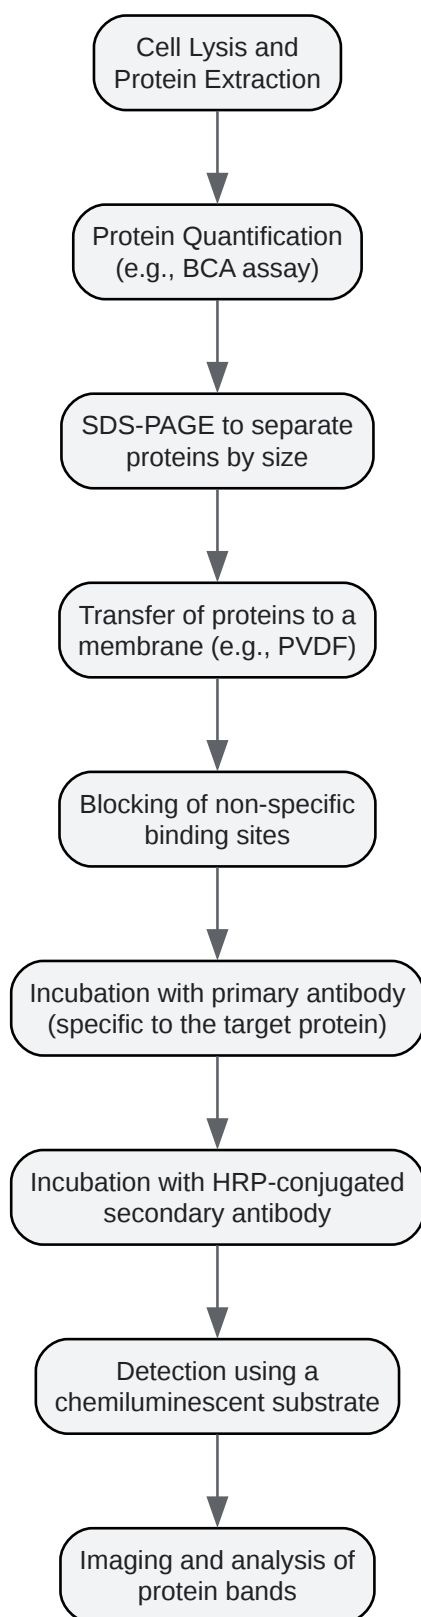 Cell Lysis and
Protein Extraction
Protein Quantification
(e.g., BCA assay)
SDS-PAGE to separate
proteins by size
Transfer of proteins to a
membrane (e.g., PVDF)
Blocking of non-specific
binding sites
Incubation with primary antibody
(specific to the target protein)
Incubation with HRP-conjugated
secondary antibody
Detection using a
chemiluminescent substrate
Imaging and analysis of
protein bands